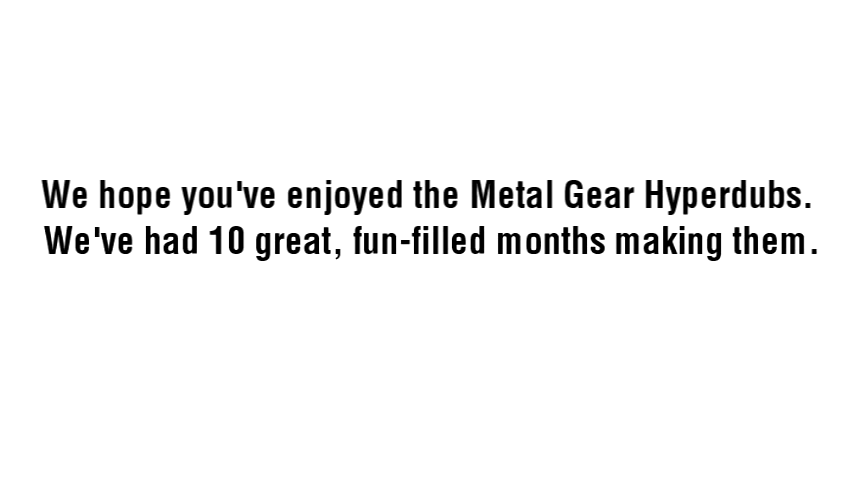 We hope you've enjoyed the Metal Gear Hyperdubs.
We've had 10 great, fun-filled months making them.